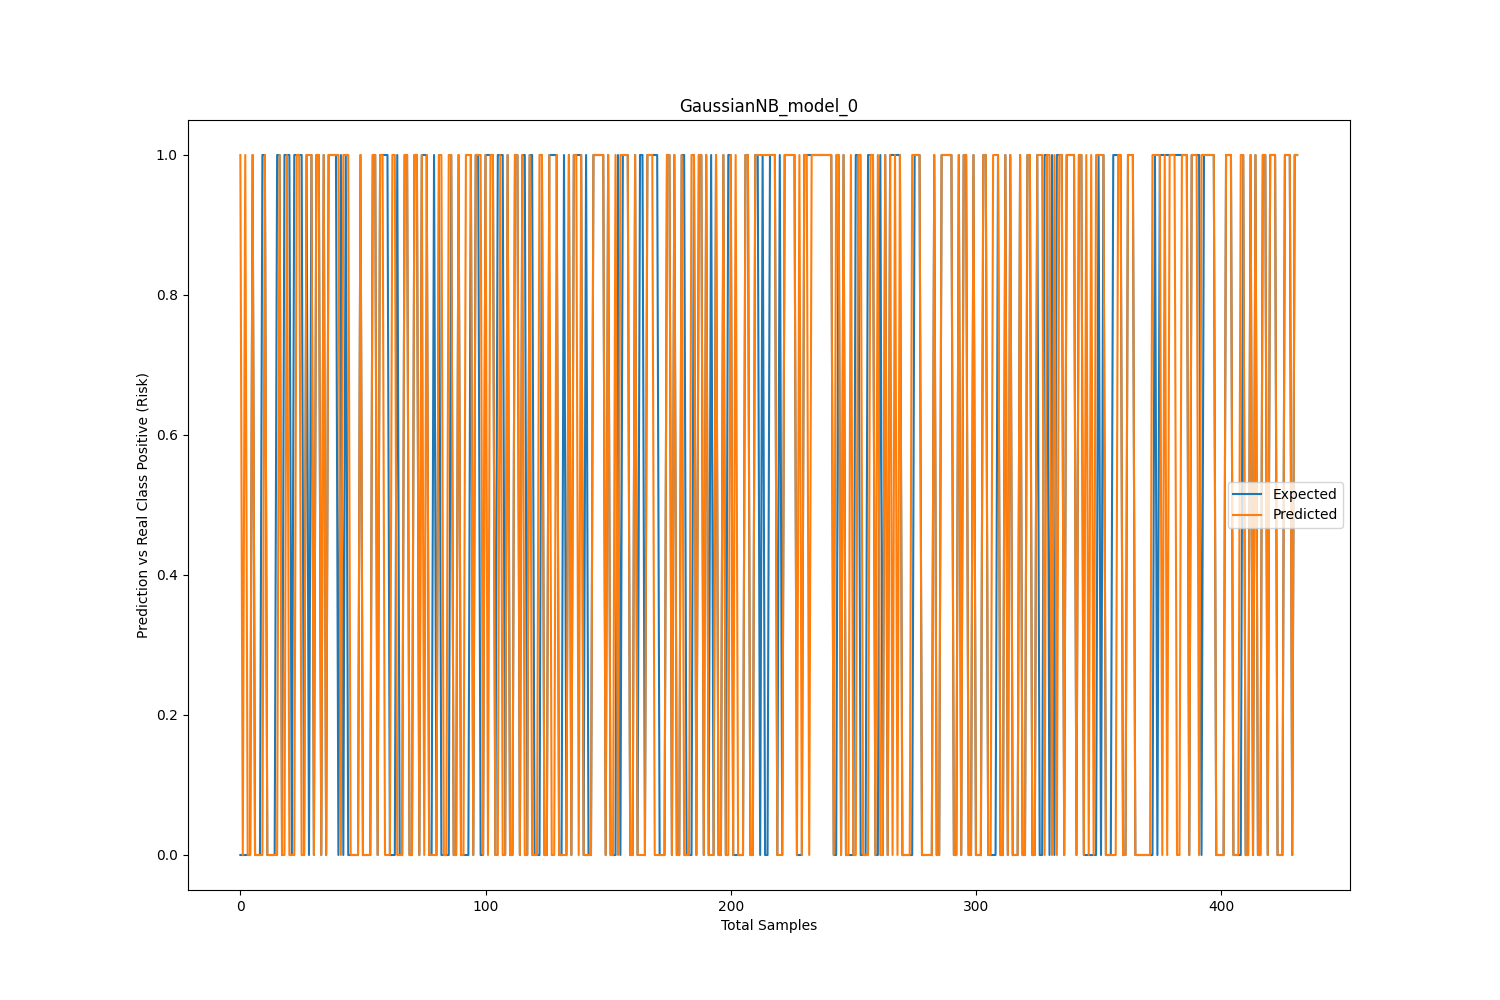 GaussianNB_model_0
1.0
0.8
0.6
0.4
0.2
0.0
Prediction vs Real Class Positive (Risk)
Expected
Predicted
0
100
200
300
400
Total Samples